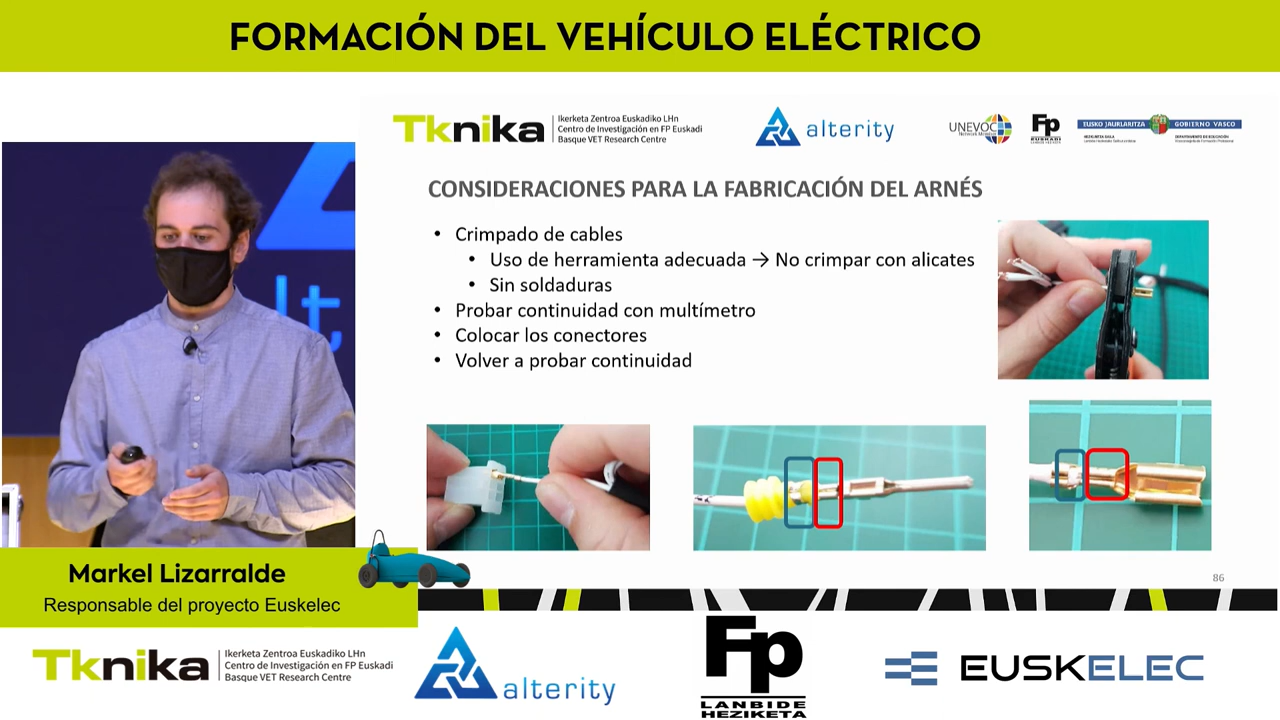 FORMACIÓN DEL VEHÍCULO ELÉCTRICO
Tknika
Ikerketa Zentroa Euskadiko LHn
Centro de Investigación en FP Euskadi
Basque VET Research Centre
alterity
UNEVOC
Network Member
Fp
EUSKADI
EUSKO JAURLARITZA
GOBIERNO VASCO
CONSIDERACIONES PARA LA FABRICACIÓN DEL ARNÉS
• Crimpado de cables
• Uso de herramienta adecuada → No crimpar con alicates
• Sin soldaduras
• Probar continuidad con multímetro
• Colocar los conectores
• Volver a probar continuidad
lt
86
Markel Lizarralde
Responsable del proyecto Euskelec
Tknika
Ikerketa Zentroa Euskadiko LHn
Centro de Investigación en FP Euskadi
Basque VET Research Centre
alterity
Fp
LANBIDE
HEZIKETA
EUSKELEC